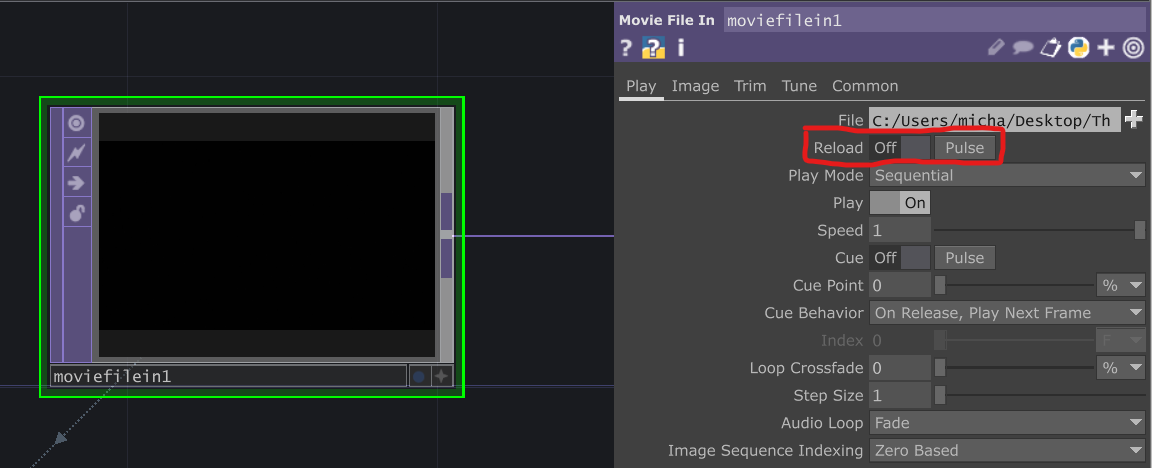 Movie File In moviefilein1
? ? i
Play Image Trim Tune Common
File C:/Users/micha/Desktop/Th
Reload Off Pulse
Play Mode Sequential
Play On
Speed 1
Cue Off Pulse
Cue Point 0 %
Cue Behavior On Release, Play Next Frame
Index 0 F
Loop Crossfade 0 %
Step Size 1
Audio Loop Fade
Image Sequence Indexing Zero Based
moviefilein1